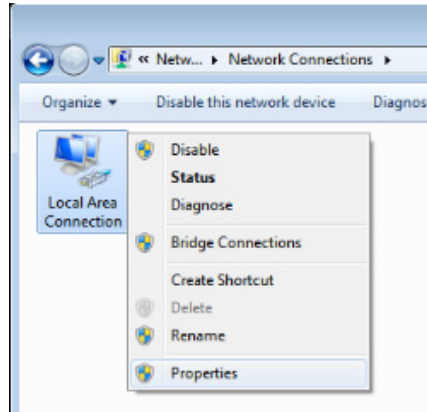 « Netw... ▸ Network Connections ▸
Organize ▾ Disable this network device Diagnos
Local Area
Connection
Disable
Status
Diagnose
Bridge Connections
Create Shortcut
Delete
Rename
Properties